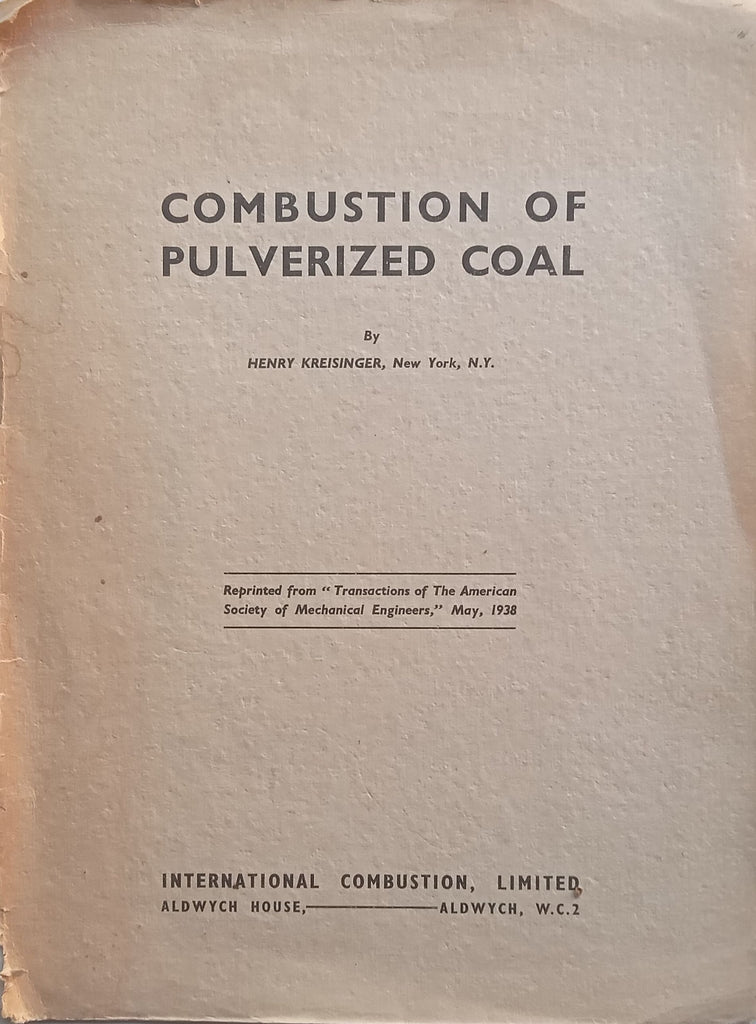 COMBUSTION OF
PULVERIZED COAL
By
HENRY KREISINGER, New York, N.Y.
Reprinted from “ Transactions of The American
Society of Mechanical Engineers,” May, 1938
INTERNATIONAL COMBUSTION, LIMITED,
ALDWYCH HOUSE,————ALDWYCH, W.C.2